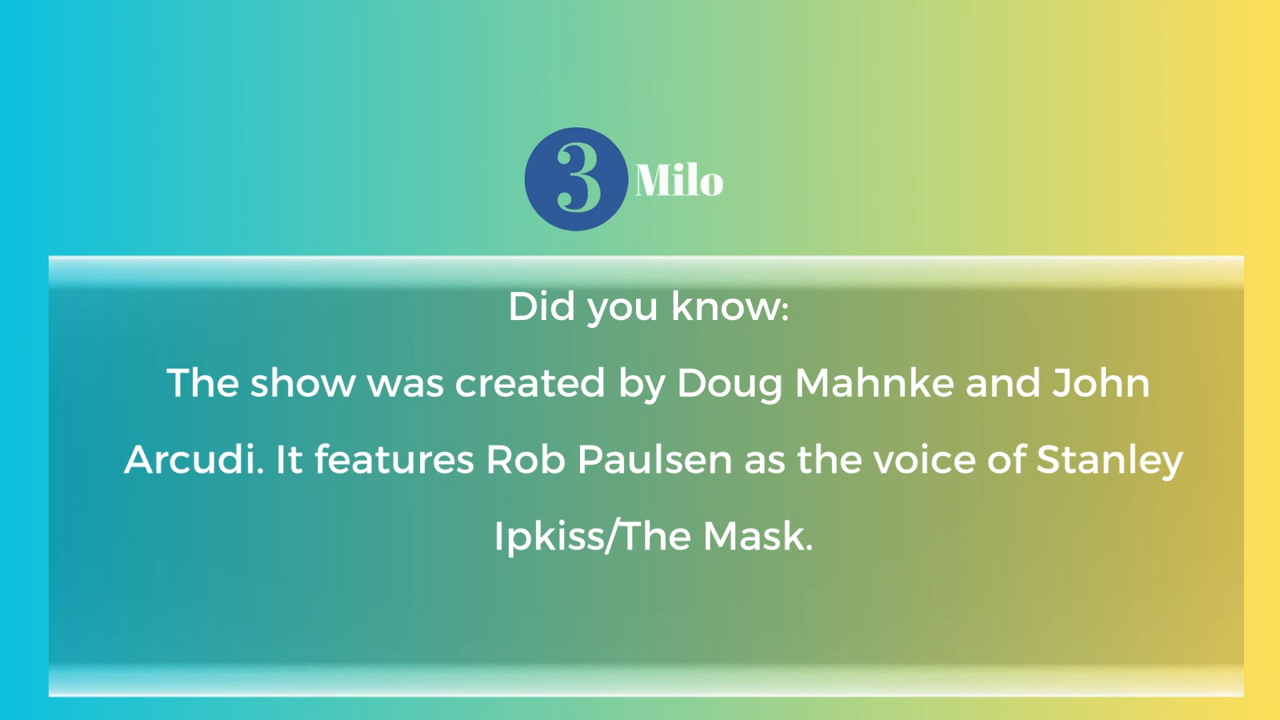 3 Milo
Did you know:
The show was created by Doug Mahnke and John
Arcudi. It features Rob Paulsen as the voice of Stanley
Ipkiss/The Mask.